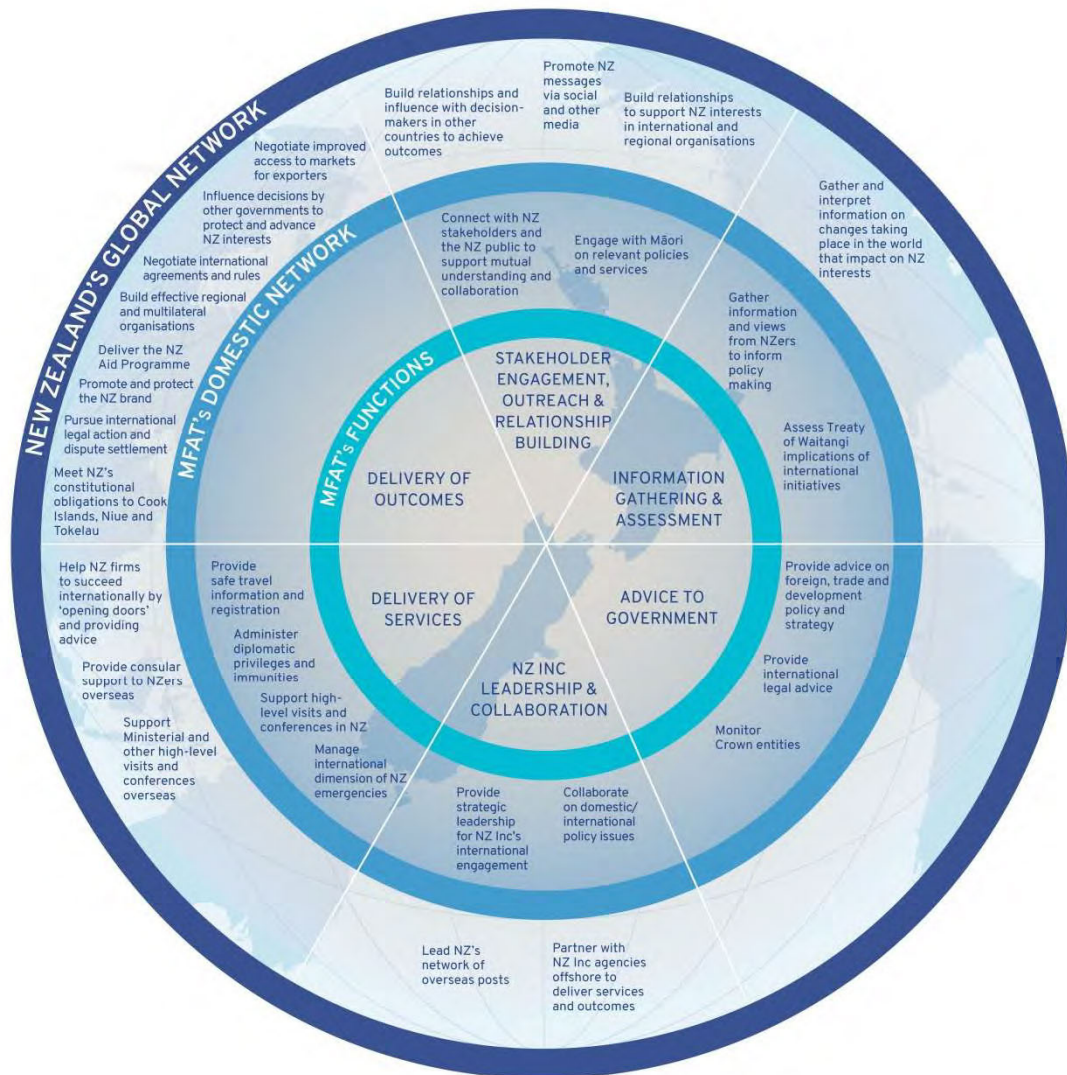 NEW ZEALAND'S GLOBAL NETWORK
MFAT's DOMESTIC NETWORK
MFAT's FUNCTIONS
Promote NZ
messages
via social
and other
media
Build relationships and
influence with decision-
makers in other
countries to achieve
outcomes
Build relationships
to support NZ interests
in international and
regional organisations
Negotiate improved
access to markets
for exporters
Influence decisions by
other governments to
protect and advance
NZ interests
Negotiate international
agreements and rules
Build effective regional
and multilateral
organisations
Deliver the NZ
Aid Programme
Promote and protect
the NZ brand
Pursue international
legal action and
dispute settlement
Meet NZ's
constitutional
obligations to Cook
Islands, Niue and
Tokelau
Gather and
interpret
information on
changes taking
place in the world
that impact on NZ
interests
Connect with NZ
stakeholders and
the NZ public to
support mutual
understanding and
collaboration
Engage with Māori
on relevant policies
and services
Gather
information
and views
from NZers
to inform
policy
making
Assess Treaty
of Waitangi
implications of
international
initiatives
STAKEHOLDER
ENGAGEMENT,
OUTREACH &
RELATIONSHIP
BUILDING
DELIVERY OF
OUTCOMES
INFORMATION
GATHERING &
ASSESSMENT
DELIVERY OF
SERVICES
ADVICE TO
GOVERNMENT
NZ INC
LEADERSHIP &
COLLABORATION
Help NZ firms
to succeed
internationally by
‘opening doors’
and providing
advice
Provide consular
support to NZers
overseas
Support
Ministerial and
other high-level
visits and
conferences
overseas
Provide
safe travel
information and
registration
Administer
diplomatic
privileges and
immunities
Support high-
level visits and
conferences in NZ
Manage
international
dimension of NZ
emergencies
Provide
strategic
leadership
for NZ Inc's
international
engagement
Collaborate
on domestic/
international
policy issues
Provide advice on
foreign, trade and
development
policy and
strategy
Provide
international
legal advice
Monitor
Crown entities
Lead NZ's
network of
overseas posts
Partner with
NZ Inc agencies
offshore to
deliver services
and outcomes